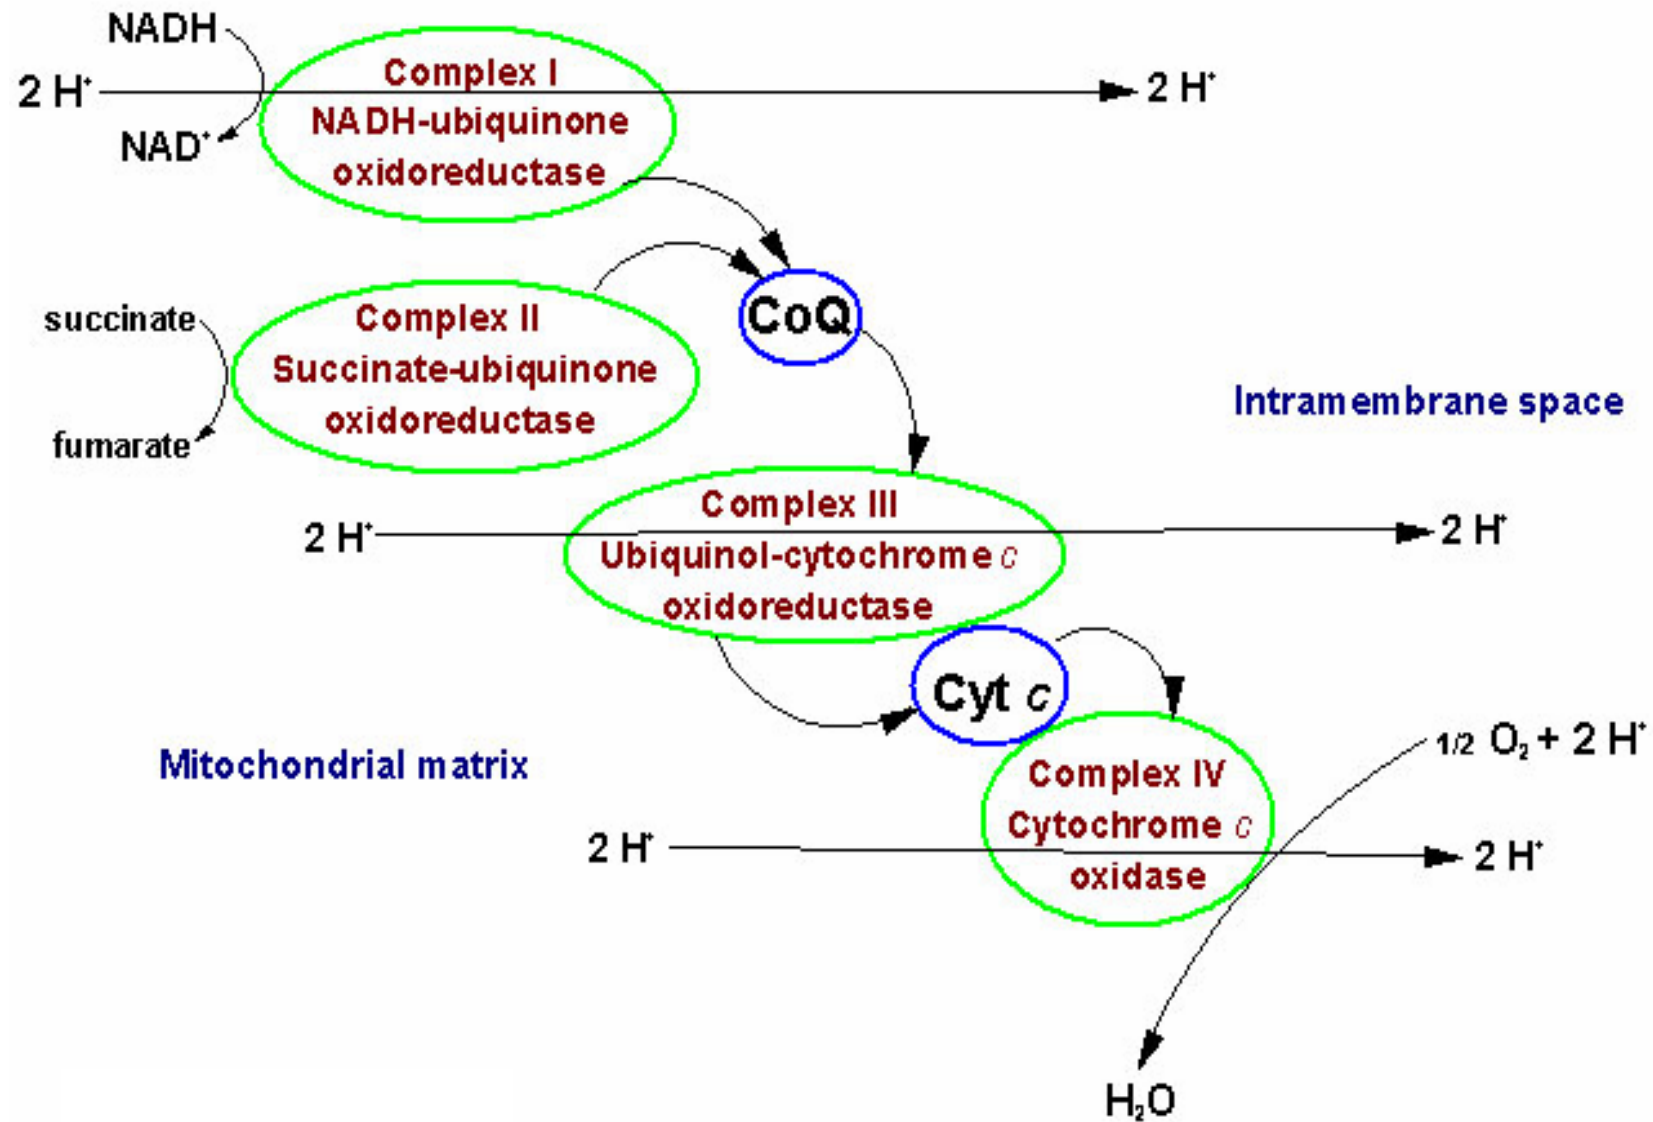 NADH
Complex I
2 H⁺
2 H⁺
NADH-ubiquinone
NAD⁺
oxidoreductase
succinate
Complex II
CoQ
Succinate-ubiquinone
oxidoreductase
fumarate
Intramembrane space
Complex III
2 H⁺
2 H⁺
Ubiquinol-cytochrome c
oxidoreductase
Cyt c
Mitochondrial matrix
1/2 O₂ + 2 H⁺
Complex IV
Cytochrome c
2 H⁺
2 H⁺
oxidase
H₂O